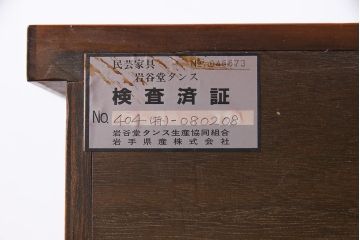 民芸家具 No.046673
岩谷堂タンス
検査済証
No. 404(特)-080208
岩谷堂タンス生産協同組合
岩手県産株式会社